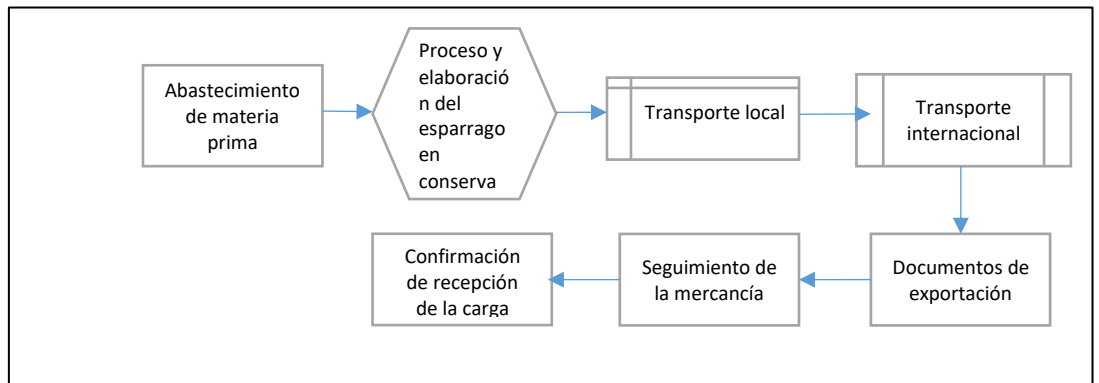 Abastecimiento
de materia
prima
Proceso y
elaboració
n del
esparrago
en
conserva
Transporte local
Transporte
internacional
Documentos de
exportación
Seguimiento de
la mercancía
Confirmación
de recepción
de la carga